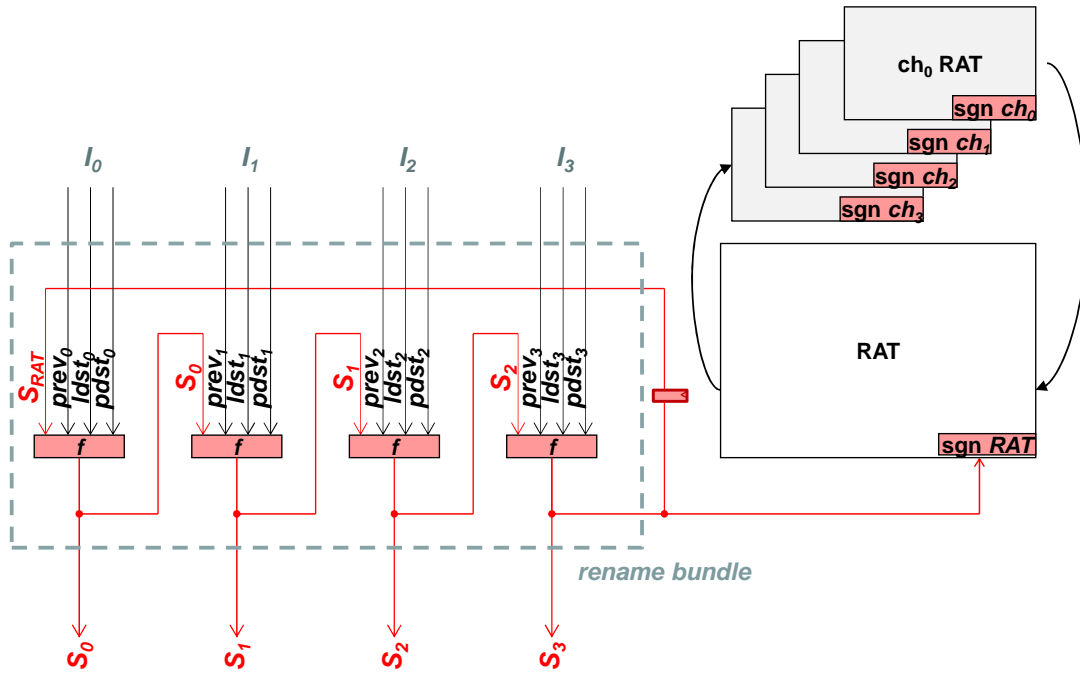 ch0 RAT
sgn ch0
sgn ch1
sgn ch2
sgn ch3
I0 I1 I2 I3
SRAT prev0 ldst0 pdst0
S0 prev1 ldst1 pdst1
S1 prev2 ldst2 pdst2
S2 prev3 ldst3 pdst3
RAT
f f f f
sgn RAT
rename bundle
S0 S1 S2 S3